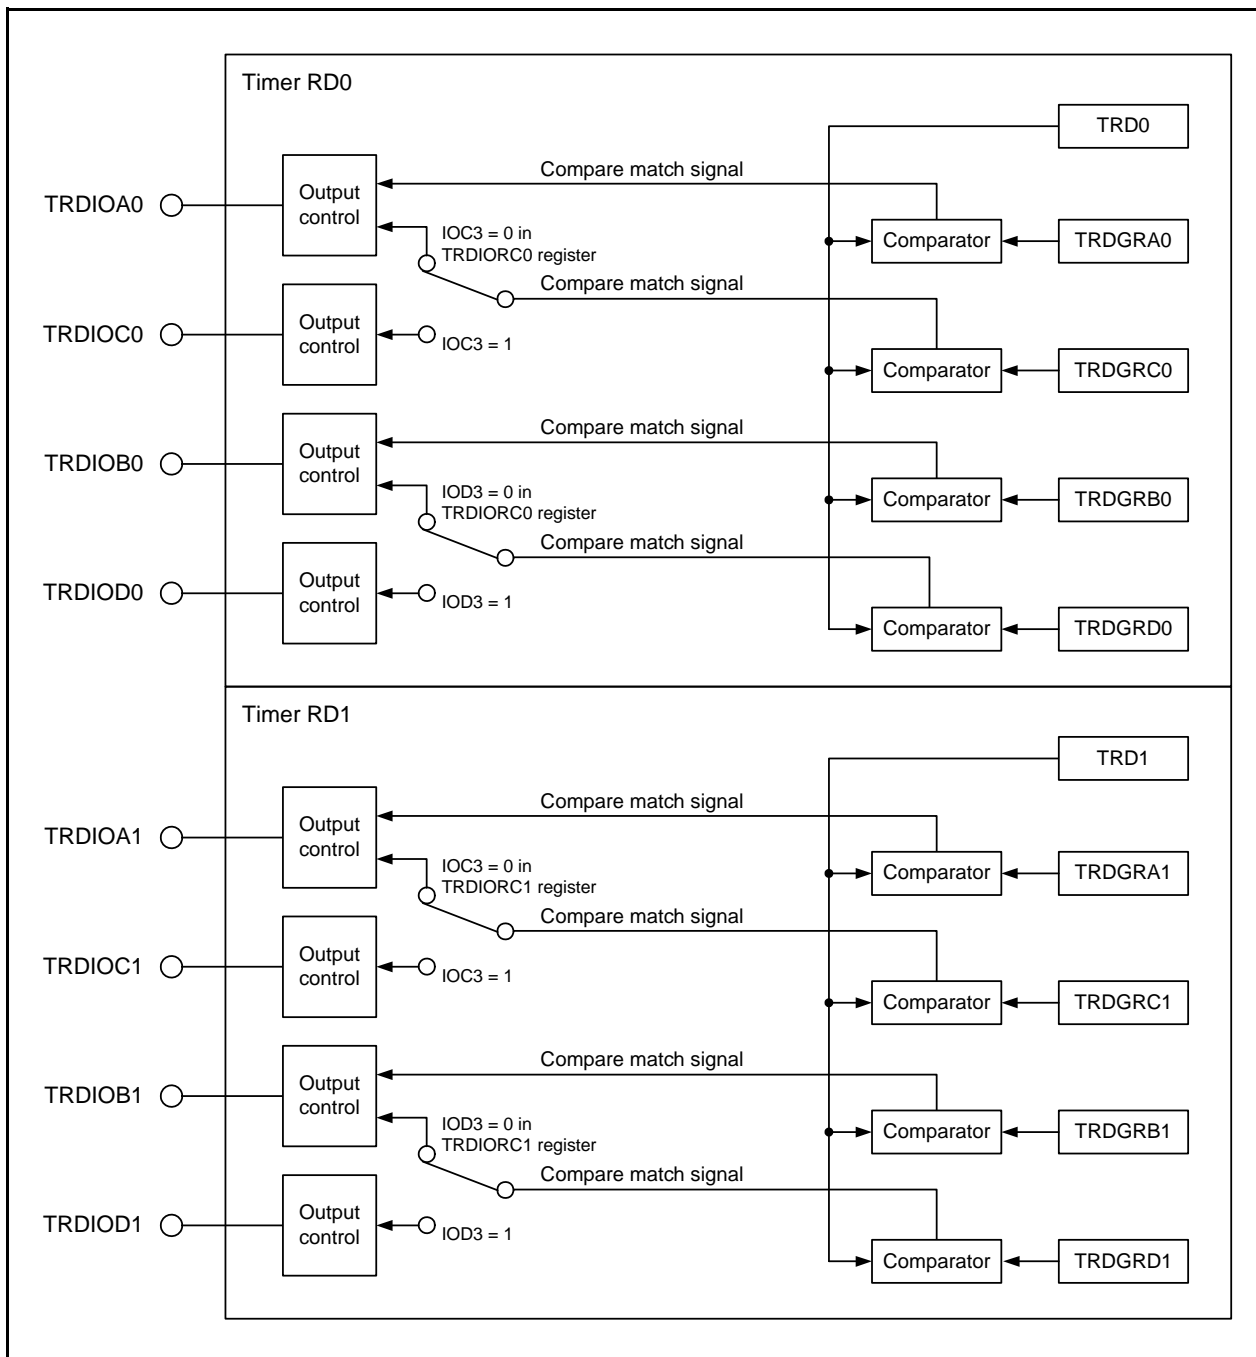 Timer RD0
TRD0
Compare match signal
Output
control
TRDIOA0
IOC3 = 0 in
TRDIORC0 register
Comparator
TRDGRA0
Compare match signal
Output
control
TRDIOC0
IOC3 = 1
Comparator
TRDGRC0
Compare match signal
Output
control
TRDIOB0
IOD3 = 0 in
TRDIORC0 register
Comparator
TRDGRB0
Compare match signal
Output
control
TRDIOD0
IOD3 = 1
Comparator
TRDGRD0
Timer RD1
TRD1
Compare match signal
Output
control
TRDIOA1
IOC3 = 0 in
TRDIORC1 register
Comparator
TRDGRA1
Compare match signal
Output
control
TRDIOC1
IOC3 = 1
Comparator
TRDGRC1
Compare match signal
Output
control
TRDIOB1
IOD3 = 0 in
TRDIORC1 register
Comparator
TRDGRB1
Compare match signal
Output
control
TRDIOD1
IOD3 = 1
Comparator
TRDGRD1